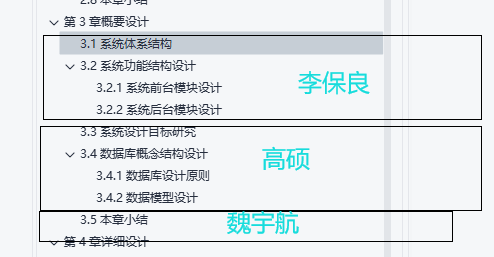 2.8 本章小结
第 3 章概要设计
3.1 系统体系结构
3.2 系统功能结构设计
李保良
3.2.1 系统前台模块设计
3.2.2 系统后台模块设计
3.3 系统设计目标研究
3.4 数据库概念结构设计
高硕
3.4.1 数据库设计原则
3.4.2 数据模型设计
3.5 本章小结
魏宇航
第 4 章详细设计